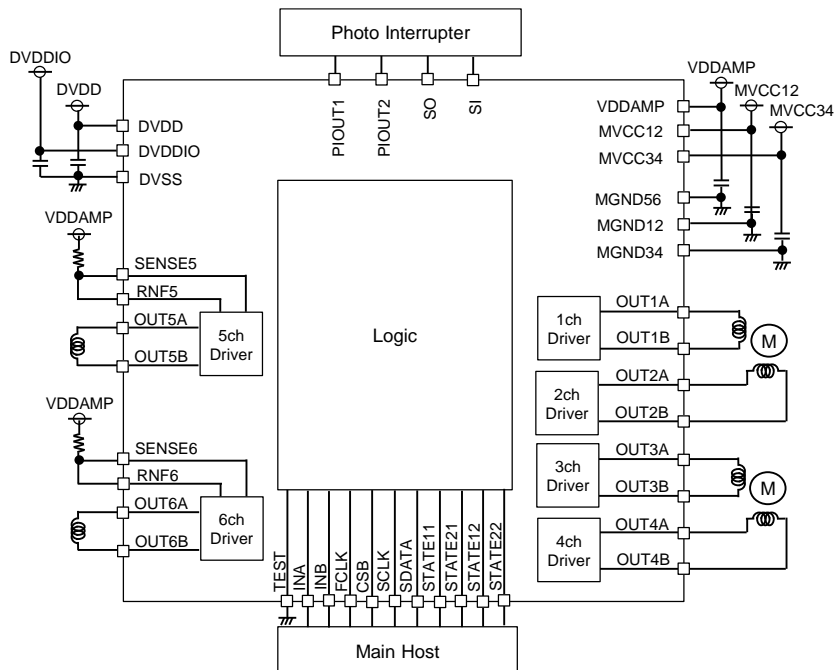 Photo Interrupter
DVDDIO
DVDD
VDDAMP
MVCC12
MVCC34
PIOUT1
PIOUT2
SO
SI
DVDD
DVDDIO
DVSS
VDDAMP
MVCC12
MVCC34
MGND56
MGND12
MGND34
VDDAMP
SENSE5
RNF5
OUT5A
OUT5B
5ch
Driver
Logic
1ch
Driver
OUT1A
OUT1B
M
2ch
Driver
OUT2A
OUT2B
VDDAMP
SENSE6
RNF6
OUT6A
OUT6B
6ch
Driver
3ch
Driver
OUT3A
OUT3B
M
4ch
Driver
OUT4A
OUT4B
TEST
INA
INB
FCLK
CSB
SCLK
SDATA
STATE11
STATE21
STATE12
STATE22
Main Host